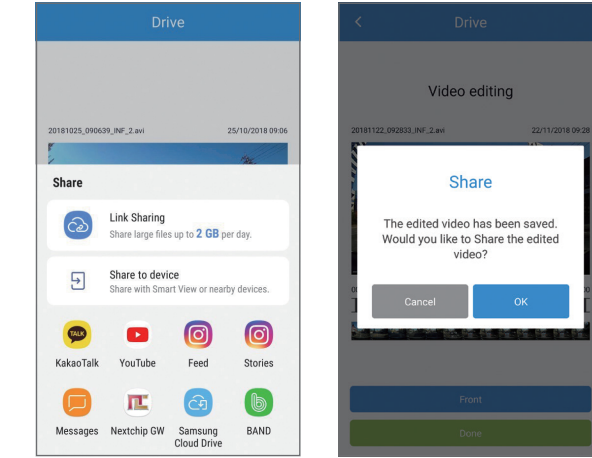 Drive
20181025_090639_INF_2.avi 25/10/2018 09:06
Share
Link Sharing
Share large files up to 2 GB per day.
Share to device
Share with Smart View or nearby devices.
TALK
KakaoTalk YouTube Feed Stories
Messages Nextchip GW Samsung Cloud Drive BAND
Drive
Video editing
20181122_092833_INF_2.avi 22/11/2018 09:28
Share
The edited video has been saved.
Would you like to Share the edited
video?
Cancel OK
Front
Done